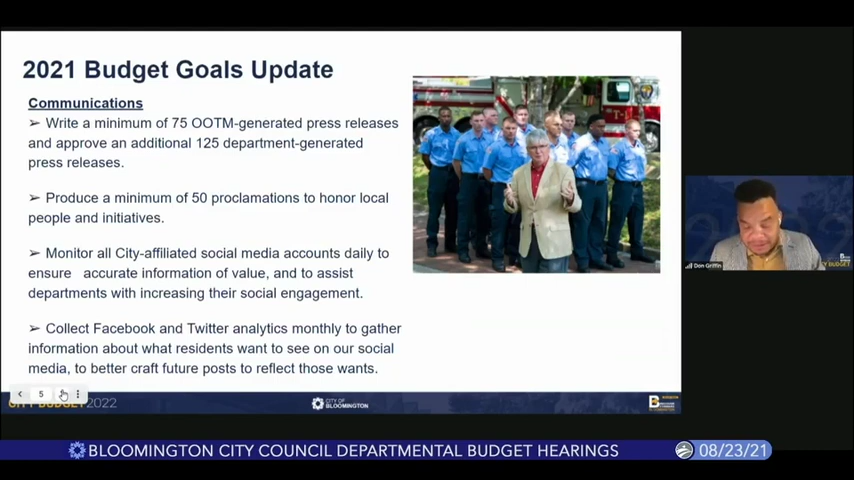 2021 Budget Goals Update
Communications
➢ Write a minimum of 75 OOTM-generated press releases
and approve an additional 125 department-generated
press releases.
➢ Produce a minimum of 50 proclamations to honor local
people and initiatives.
➢ Monitor all City-affiliated social media accounts daily to
ensure accurate information of value, and to assist
departments with increasing their social engagement.
➢ Collect Facebook and Twitter analytics monthly to gather
information about what residents want to see on our social
media, to better craft future posts to reflect those wants.
Don Griffin
5
CITY BUDGET2022
CITY OF
BLOOMINGTON
BLOOMINGTON CITY COUNCIL DEPARTMENTAL BUDGET HEARINGS
08/23/21